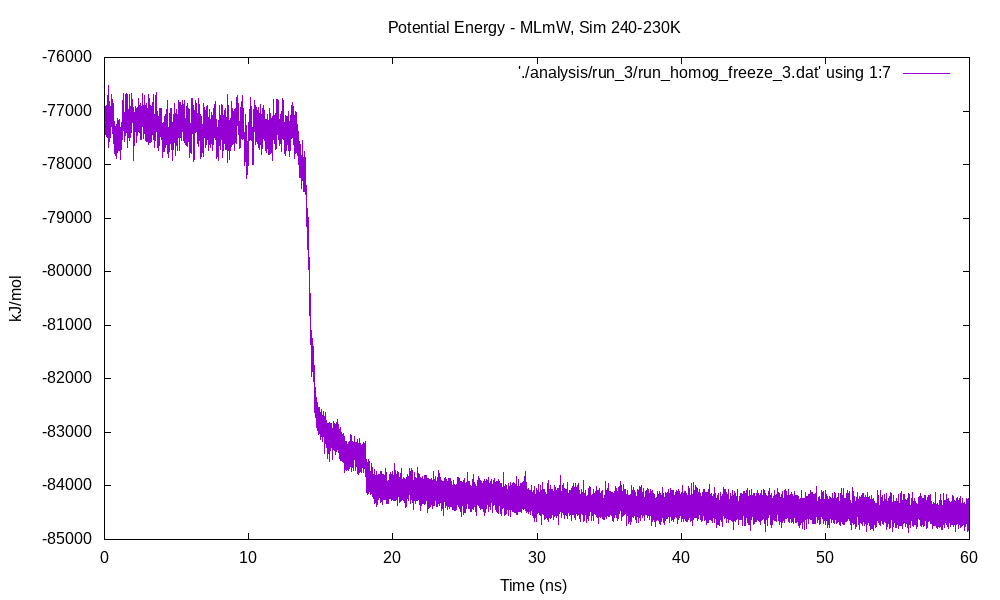 Potential Energy - MLmW, Sim 240-230K
'./analysis/run_3/run_homog_freeze_3.dat' using 1:7
-76000
-77000
-78000
-79000
-80000
-81000
-82000
-83000
-84000
-85000
kJ/mol
0 10 20 30 40 50 60
Time (ns)